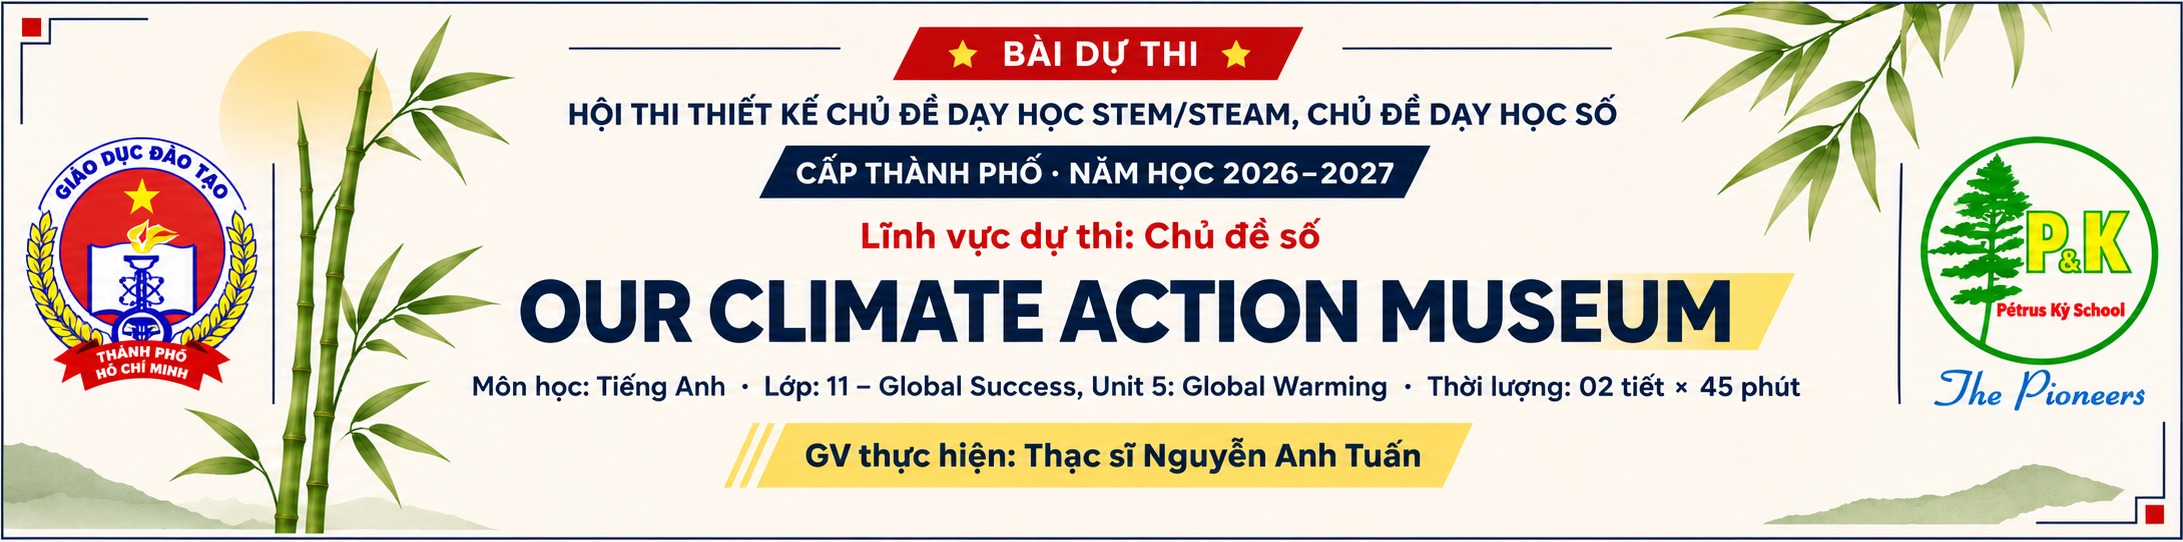 BÀI DỰ THI
HỘI THI THIẾT KẾ CHỦ ĐỀ DẠY HỌC STEM/STEAM, CHỦ ĐỀ DẠY HỌC SỐ
CẤP THÀNH PHỐ · NĂM HỌC 2026–2027
Lĩnh vực dự thi: Chủ đề số
OUR CLIMATE ACTION MUSEUM
Môn học: Tiếng Anh • Lớp: 11 – Global Success, Unit 5: Global Warming • Thời lượng: 02 tiết × 45 phút
GV thực hiện: Thạc sĩ Nguyễn Anh Tuấn
GIÁO DỤC ĐÀO TẠO
THÀNH PHỐ
HỒ CHÍ MINH
P&K
Pétrus Ký School
The Pioneers